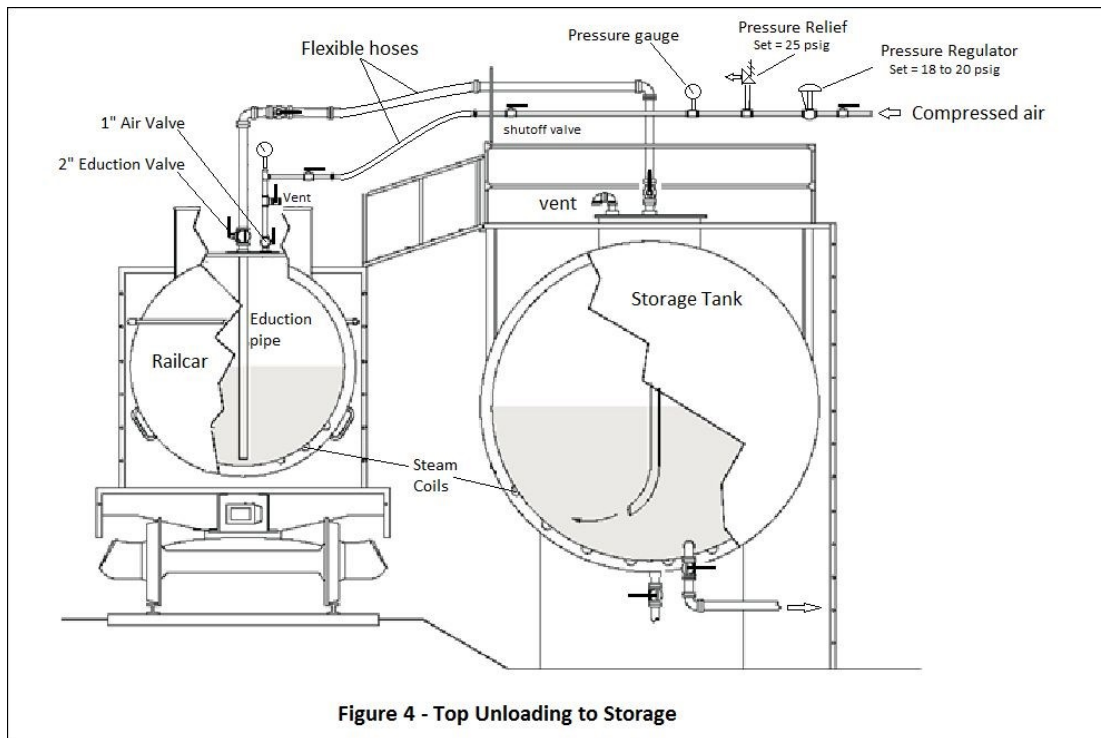 Pressure Relief
Set = 25 psig
Pressure gauge
Pressure Regulator
Set = 18 to 20 psig
Flexible hoses
Compressed air
1" Air Valve
shutoff valve
2" Eduction Valve
Vent
vent
Storage Tank
Eduction
pipe
Railcar
Steam
Coils
Figure 4 - Top Unloading to Storage